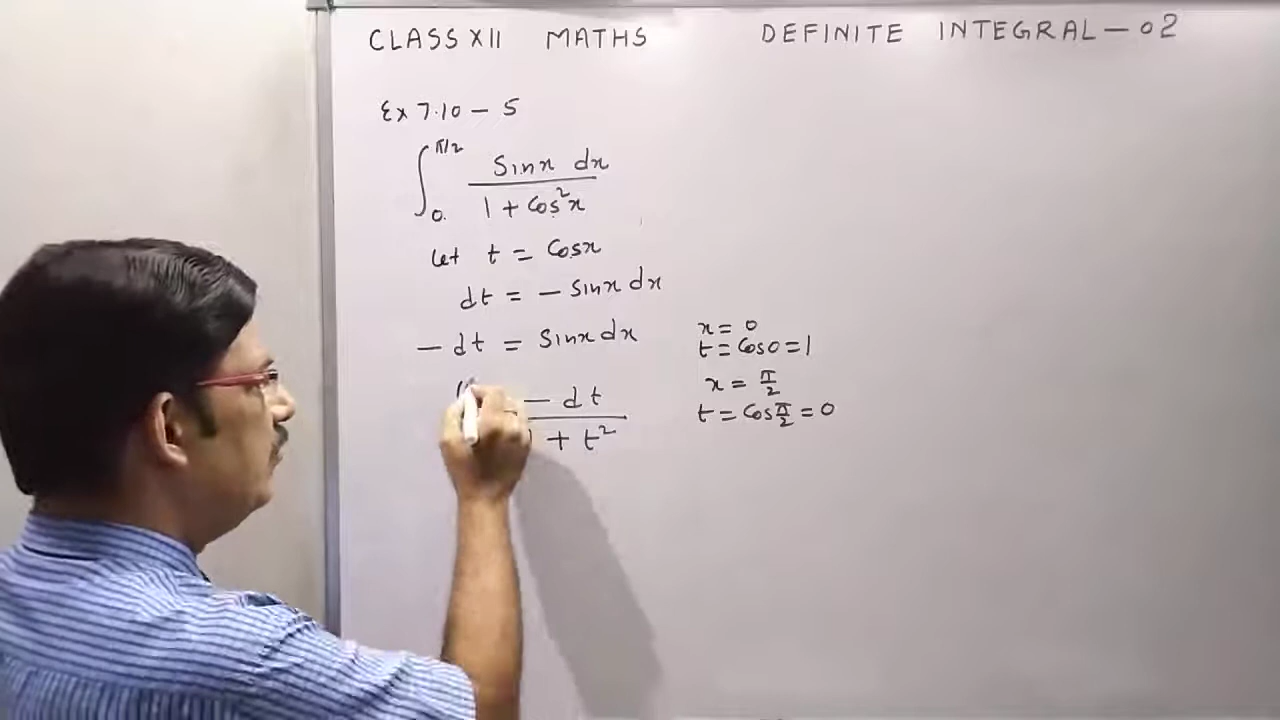 CLASS XII MATHS DEFINITE INTEGRAL — 02
Ex 7.10 — 5
∫₀^(π/2) Sinx dx / 1 + Cos²x
Let t = Cosx
dt = — Sinx dx
— dt = Sinx dx
x = 0
t = Cos0 = 1
x = π/2
t = Cos π/2 = 0
— dt / 1 + t²